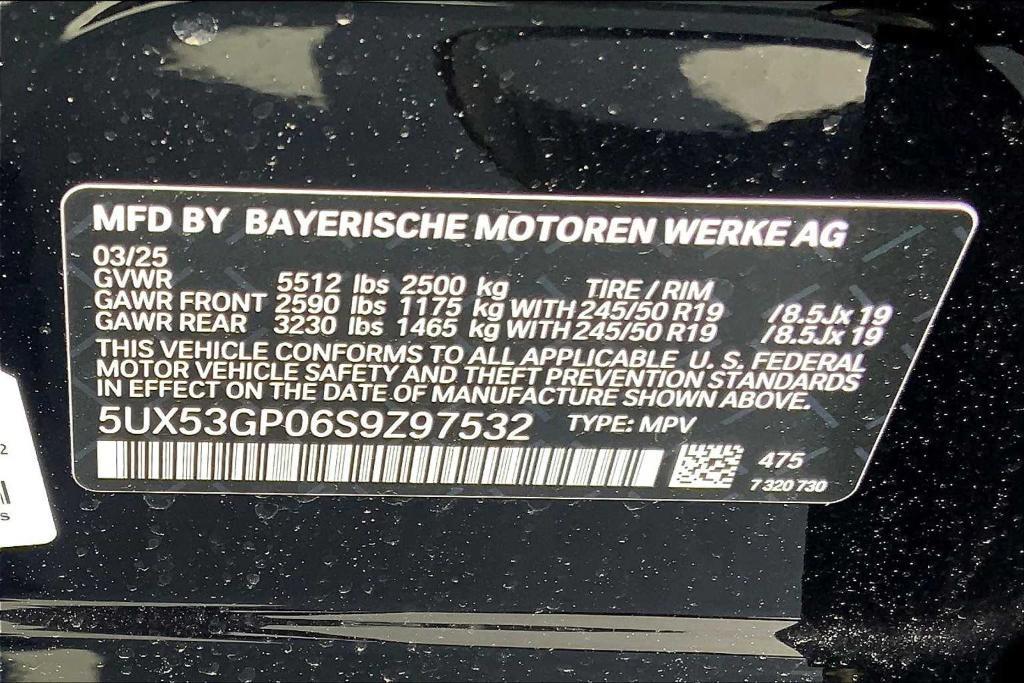 MFD BY BAYERISCHE MOTOREN WERKE AG
03/25
GVWR 5512 lbs 2500 kg TIRE / RIM
GAWR FRONT 2590 lbs 1175 kg WITH 245/50 R19 /8.5Jx 19
GAWR REAR 3230 lbs 1465 kg WITH 245/50 R19 /8.5Jx 19
THIS VEHICLE CONFORMS TO ALL APPLICABLE U. S. FEDERAL
MOTOR VEHICLE SAFETY AND THEFT PREVENTION STANDARDS
IN EFFECT ON THE DATE OF MANUFACTURE SHOWN ABOVE.
5UX53GP06S9Z97532 TYPE: MPV
475
7 320 730
2
s